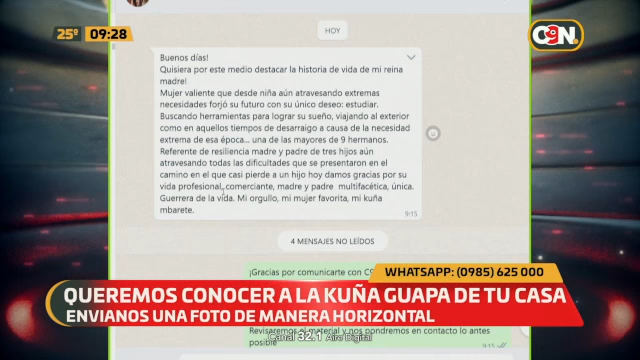 25º 09:28
C9N
HOY
Buenos días!
Quisiera por este medio destacar la historia de vida de mi reina
madre!
Mujer valiente que desde niña aún atravesando extremas
necesidades forjó su futuro con su único deseo: estudiar.
Buscando herramientas para lograr su sueño, viajando al exterior
como en aquellos tiempos de desarraigo a causa de la necesidad
extrema de esa época... una de las mayores de 9 hermanos.
Referente de resiliencia madre y padre de tres hijos aún
atravesando todas las dificultades que se presentaron en el
camino en el que casi pierde a un hijo hoy damos gracias por su
vida profesional, comerciante, madre y padre multifacética, única.
Guerrera de la vida. Mi orgullo, mi mujer favorita, mi kuña
mbarete.
9:15
4 MENSAJES NO LEÍDOS
¡Gracias por comunicarte con
WHATSAPP: (0985) 625 000
QUEREMOS CONOCER A LA KUÑA GUAPA DE TU CASA
ENVIANOS UNA FOTO DE MANERA HORIZONTAL
Revisaremos el material y nos pondremos en contacto lo antes
posible
9:15
Canal 32.1 Aire Digital